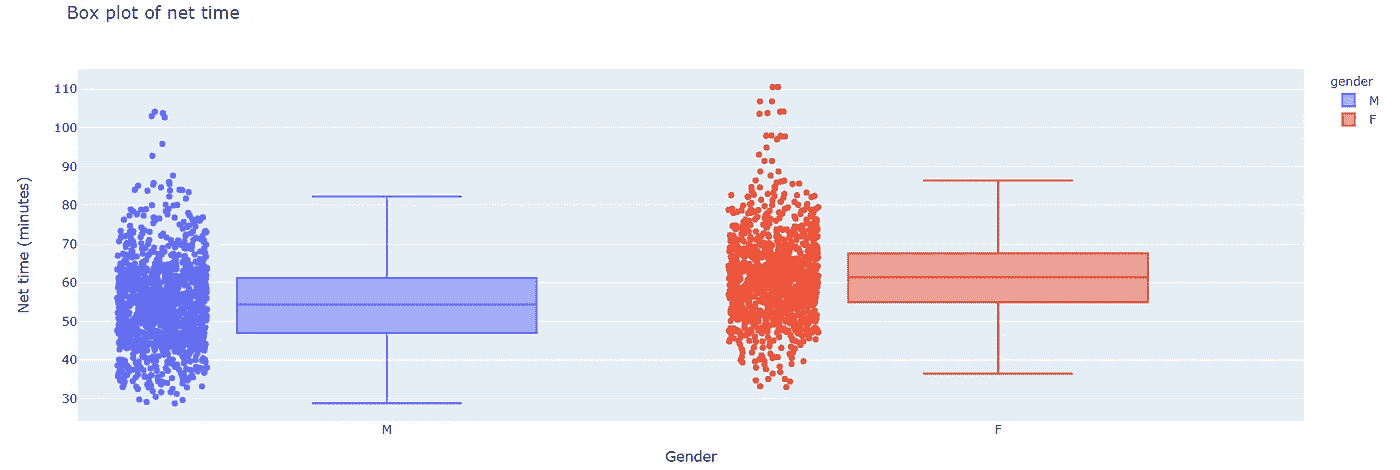 Box plot of net time
110
100
90
80
70
60
50
40
30
Net time (minutes)
M
F
Gender
gender
M
F